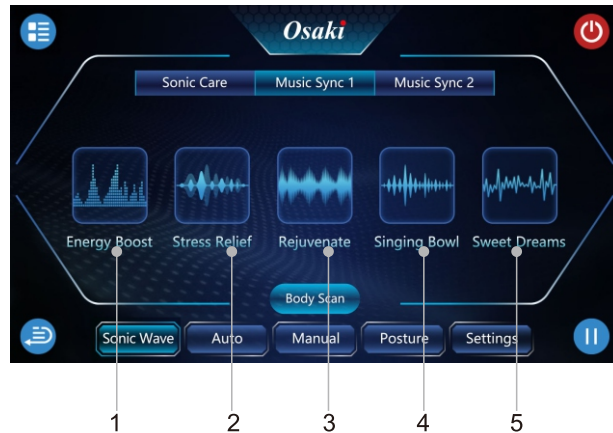 Osaki
Sonic Care Music Sync 1 Music Sync 2
Energy Boost Stress Relief Rejuvenate Singing Bowl Sweet Dreams
Body Scan
Sonic Wave Auto Manual Posture Settings
1 2 3 4 5